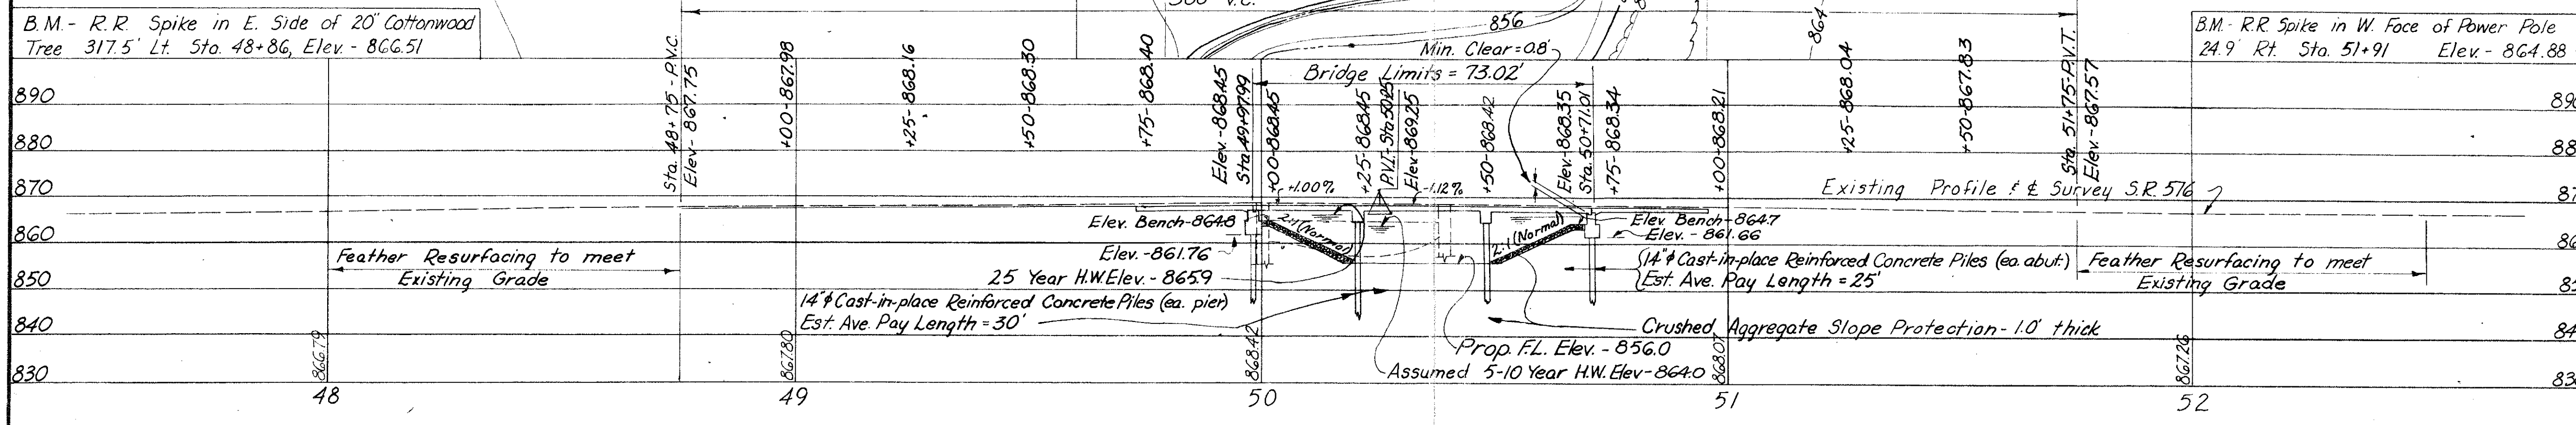 B.M.- R.R. Spike in E. Side of 20" Cottonwood
Tree 317.5' Lt. Sta. 48+86, Elev. - 866.51
856
864
B.M.- R.R. Spike in W. Face of Power Pole
24.9' Rt. Sta. 51+91 Elev.- 864.88
Min. Clear=0.8'
Bridge Limits = 73.02'
Sta. 48+75-P.V.C.
Elev.- 867.75
+00-867.98
+25-868.16
+50-868.30
+75-868.40
Elev.-868.45
Sta.49+97.99
+00-868.45
+25-868.45
P.V.I.-Sta.50+25
Elev-869.25
+50-868.42
Elev.-868.35
Sta.50+71.01
+75-868.34
+00-868.21
+25-868.04
+50-867.83
Sta. 51+75-P.V.T.
Elev.-867.57
890
880
870
860
850
840
830
+1.00%
-1.12%
Existing Profile & ℄ Survey S.R. 576
Elev. Bench-864.8
2:1 (Normal)
2:1 (Normal)
Elev. Bench-864.7
Elev. - 861.66
Elev. -861.76
25 Year H.W. Elev. - 865.9
Feather Resurfacing to meet
Existing Grade
14"ϕ Cast-in-place Reinforced Concrete Piles (ea. pier)
Est. Ave. Pay Length = 30'
14"ϕ Cast-in-place Reinforced Concrete Piles (ea. abut.)
Est. Ave. Pay Length = 25'
Feather Resurfacing to meet
Existing Grade
Crushed Aggregate Slope Protection - 1.0' thick
Prop. F.L. Elev. - 856.0
Assumed 5-10 Year H.W. Elev-864.0
866.79
867.80
868.42
868.07
867.26
48
49
50
51
52